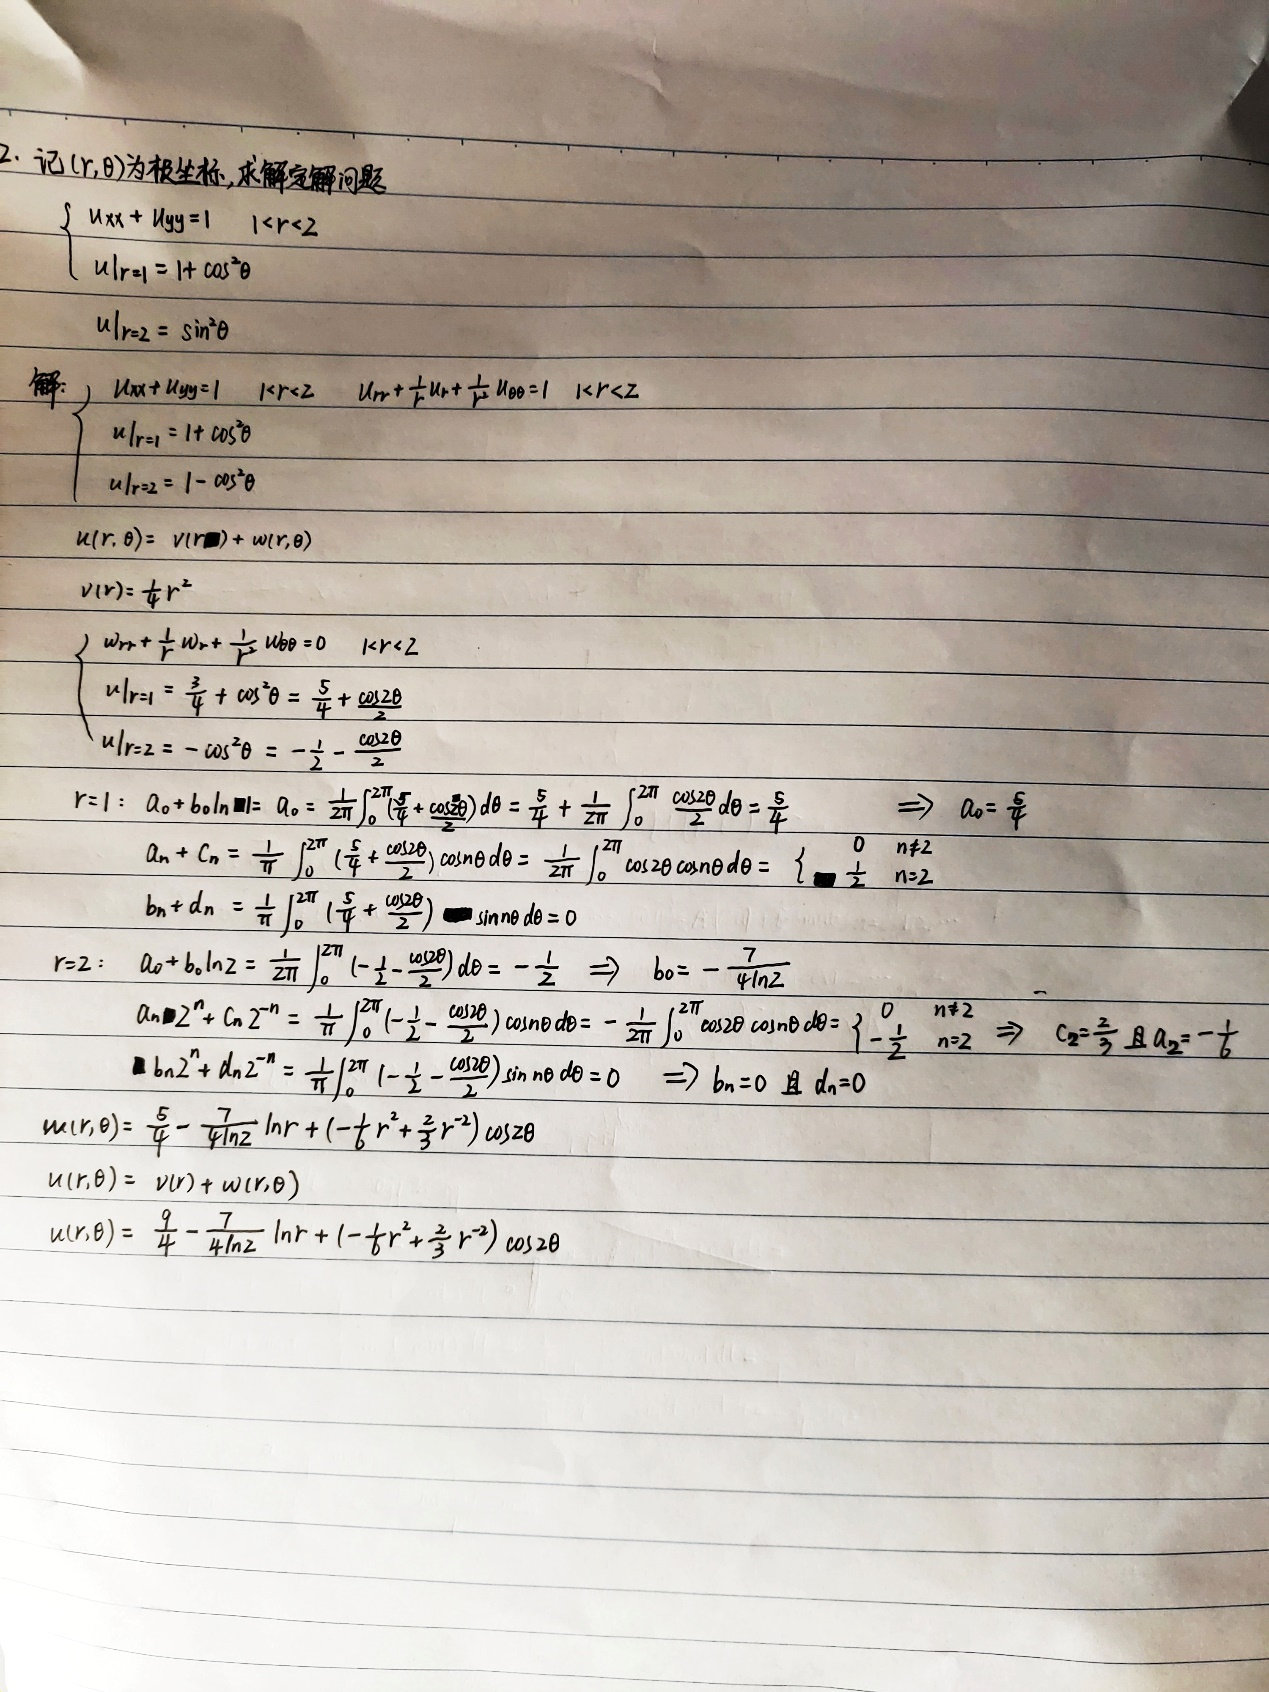 2. 记(r,θ)为极坐标,求解定解问题
{ uxx + uyy = 1 1<r<2
u|r=1 = 1+ cos²θ
u|r=2 = sin²θ
解: { uxx + uyy = 1 1<r<2 urr + 1/r ur + 1/r² uθθ = 1 1<r<2
u|r=1 = 1+ cos²θ
u|r=2 = 1 - cos²θ
u(r,θ) = v(r) + w(r,θ)
v(r) = 1/4 r²
{ wrr + 1/r wr + 1/r² wθθ = 0 1<r<2
u|r=1 = 3/4 + cos²θ = 5/4 + cos2θ/2
u|r=2 = - cos²θ = -1/2 - cos2θ/2
r=1: a₀ + b₀ ln 1 = a₀ = 1/2π ∫₀^2π (5/4 + cos2θ/2) dθ = 5/4 + 1/2π ∫₀^2π cos2θ/2 dθ = 5/4 ⇒ a₀ = 5/4
an + cn = 1/π ∫₀^2π (5/4 + cos2θ/2) cosnθ dθ = 1/2π ∫₀^2π cos2θ cosnθ dθ = { 0 n≠2 1/2 n=2
bn + dn = 1/π ∫₀^2π (5/4 + cos2θ/2) sinnθ dθ = 0
r=2: a₀ + b₀ ln2 = 1/2π ∫₀^2π (-1/2 - cos2θ/2) dθ = -1/2 ⇒ b₀ = - 7/4ln2
an 2^n + cn 2^-n = 1/π ∫₀^2π (-1/2 - cos2θ/2) cosnθ dθ = - 1/2π ∫₀^2π cos2θ cosnθ dθ = { 0 n≠2 -1/2 n=2 ⇒ c₂ = 2/3 且 a₂ = -1/6
bn 2^n + dn 2^-n = 1/π ∫₀^2π (-1/2 - cos2θ/2) sin nθ dθ = 0 ⇒ bn = 0 且 dn = 0
w(r,θ) = 5/4 - 7/4ln2 lnr + (-1/6 r² + 2/3 r^-2) cos2θ
u(r,θ) = v(r) + w(r,θ)
u(r,θ) = 9/4 - 7/4ln2 lnr + (-1/6 r² + 2/3 r^-2) cos2θ